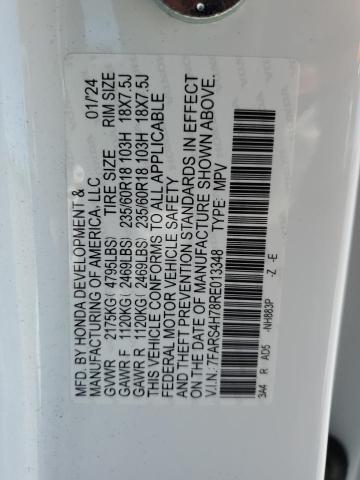 MFD. BY HONDA DEVELOPMENT & 01/24
MANUFACTURING OF AMERICA, LLC
GVWR 2175KG( 4795LBS) TIRE SIZE RIM SIZE
GAWR F 1120KG( 2469LBS) 235/60R18 103H 18X7.5J
GAWR R 1120KG( 2469LBS) 235/60R18 103H 18X7.5J
THIS VEHICLE CONFORMS TO ALL APPLICABLE
FEDERAL MOTOR VEHICLE SAFETY
AND THEFT PREVENTION STANDARDS IN EFFECT
ON THE DATE OF MANUFACTURE SHOWN ABOVE.
V.I.N. 7FARS4H78RE013348 TYPE: MPV
3A4 R AD5 -NH883P -Z -E